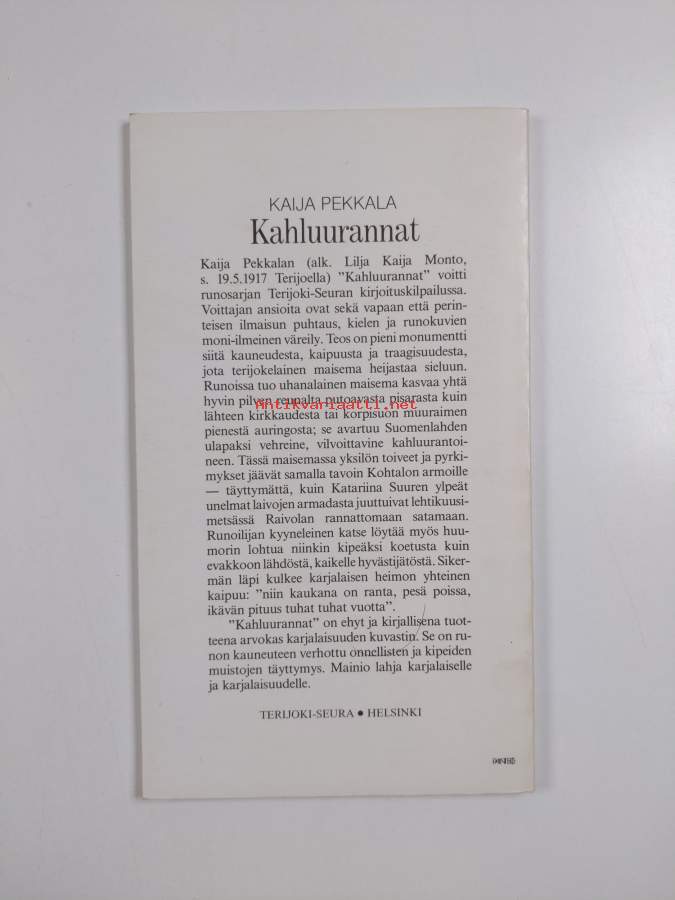 KAIJA PEKKALA
Kahluurannat
Kaija Pekkalan (alk. Lilja Kaija Monto,
s. 19.5.1917 Terijoella) ”Kahluurannat” voitti
runosarjan Terijoki-Seuran kirjoituskilpailussa.
Voittajan ansioita ovat sekä vapaan että perin-
teisen ilmaisun puhtaus, kielen ja runokuvien
moni-ilmeinen väreily. Teos on pieni monumentti
siitä kauneudesta, kaipuusta ja traagisuudesta,
jota terijokelainen maisema heijastaa sieluun.
Runoissa tuo uhanalainen maisema kasvaa yhtä
hyvin pilven reunalta putoavasta pisarasta kuin
Antikvariaatti.net
lähteen kirkkaudesta tai korpisuon muuraimen
pienestä auringosta; se avartuu Suomenlahden
ulapaksi vehreine, vilvoittavine kahluurantoi-
neen. Tässä maisemassa yksilön toiveet ja pyrki-
mykset jäävät samalla tavoin Kohtalon armoille
— täyttymättä, kuin Katariina Suuren ylpeät
unelmat laivojen armadasta juuttuivat lehtikuusi-
metsässä Raivolan rannattomaan satamaan.
Runoilijan kyyneleinen katse löytää myös huu-
morin lohtua niinkin kipeäksi koetusta kuin
evakkoon lähdöstä, kaikelle hyvästijätöstä. Siker-
män läpi kulkee karjalaisen heimon yhteinen
kaipuu: ”niin kaukana on ranta, pesä poissa,
ikävän pituus tuhat tuhat vuotta”.
”Kahluurannat” on ehyt ja kirjallisena tuot-
teena arvokas karjalaisuuden kuvastin. Se on ru-
non kauneuteen verhottu onnellisten ja kipeiden
muistojen täyttymys. Mainio lahja karjalaiselle
ja karjalaisuudelle.
TERIJOKI-SEURA ● HELSINKI